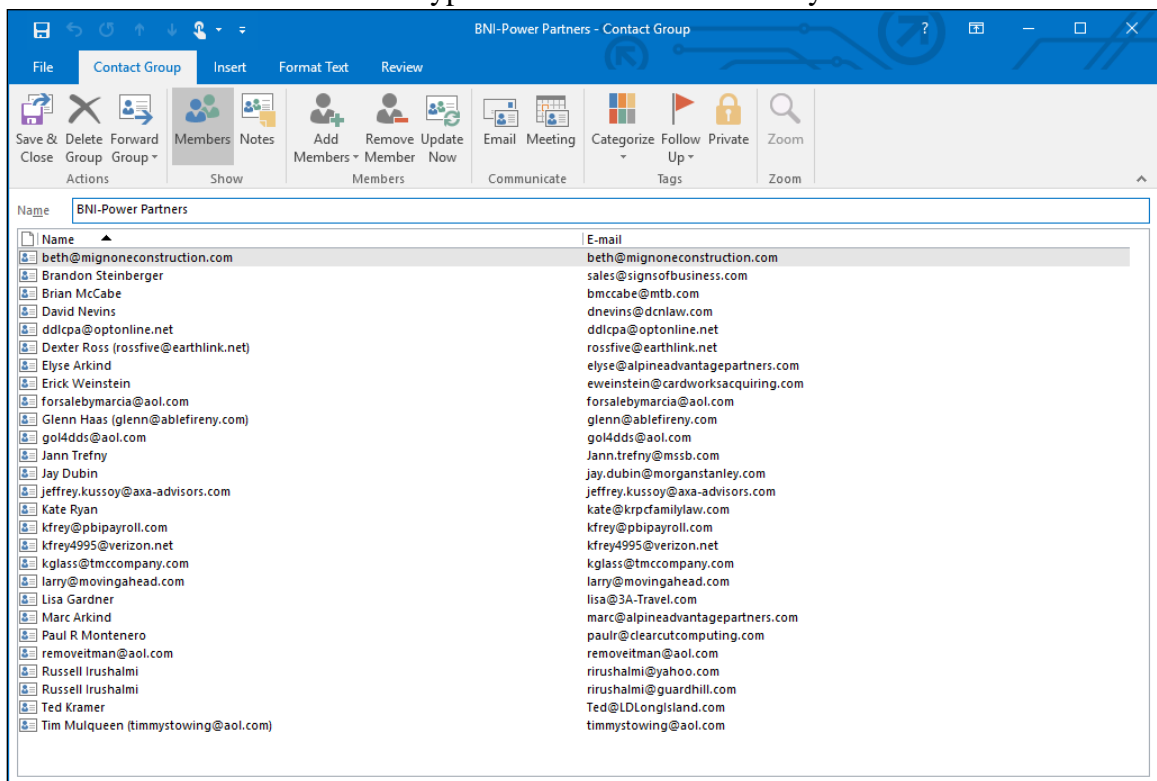 BNI-Power Partners - Contact Group
?
File Contact Group Insert Format Text Review
Save & Close
Delete Group
Forward Group
Members
Notes
Add Members
Remove Member
Update Now
Email
Meeting
Categorize
Follow Up
Private
Zoom
Actions Show Members Communicate Tags Zoom
Name BNI-Power Partners
Name E-mail
beth@mignoneconstruction.com beth@mignoneconstruction.com
Brandon Steinberger sales@signsofbusiness.com
Brian McCabe bmccabe@mtb.com
David Nevins dnevins@dcnlaw.com
ddlcpa@optonline.net ddlcpa@optonline.net
Dexter Ross (rossfive@earthlink.net) rossfive@earthlink.net
Elyse Arkind elyse@alpineadvantagepartners.com
Erick Weinstein eweinstein@cardworksacquiring.com
forsalebymarcia@aol.com forsalebymarcia@aol.com
Glenn Haas (glenn@ablefireny.com) glenn@ablefireny.com
gol4dds@aol.com gol4dds@aol.com
Jann Trefny Jann.trefny@mssb.com
Jay Dubin jay.dubin@morganstanley.com
jeffrey.kussoy@axa-advisors.com jeffrey.kussoy@axa-advisors.com
Kate Ryan kate@krpcfamilylaw.com
kfrey@pbipayroll.com kfrey@pbipayroll.com
kfrey4995@verizon.net kfrey4995@verizon.net
kglass@tmccompany.com kglass@tmccompany.com
larry@movingahead.com larry@movingahead.com
Lisa Gardner lisa@3A-Travel.com
Marc Arkind marc@alpineadvantagepartners.com
Paul R Montenero paulr@clearcutcomputing.com
removeitman@aol.com removeitman@aol.com
Russell Irushalmi rirushalmi@yahoo.com
Russell Irushalmi rirushalmi@guardhill.com
Ted Kramer Ted@LDLongIsland.com
Tim Mulqueen (timmystowing@aol.com) timmystowing@aol.com